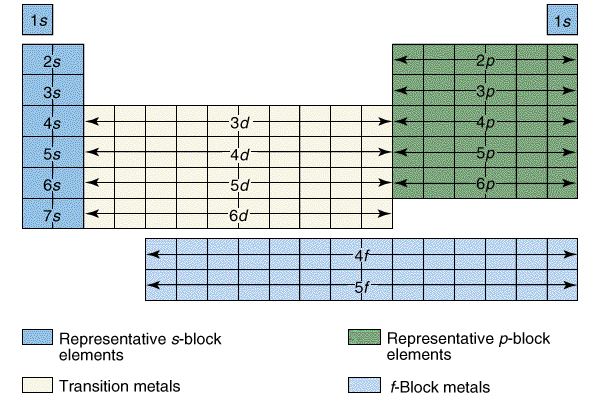 1s 1s
2s 2p
3s 3p
4s 3d 4p
5s 4d 5p
6s 5d 6p
7s 6d
4f
5f
Representative s-block elements
Representative p-block elements
Transition metals
f-Block metals